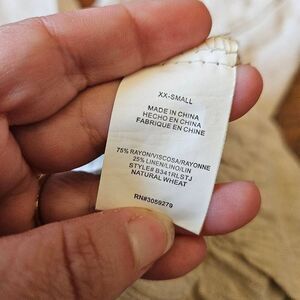 XX-SMALL
MADE IN CHINA
HECHO EN CHINA
FABRIQUE EN CHINE
75% RAYON/VISCOSA/RAYONNE
25% LINEN/LINO/LIN
STYLE# B341RLSTJ
NATURAL WHEAT
RN#3059279